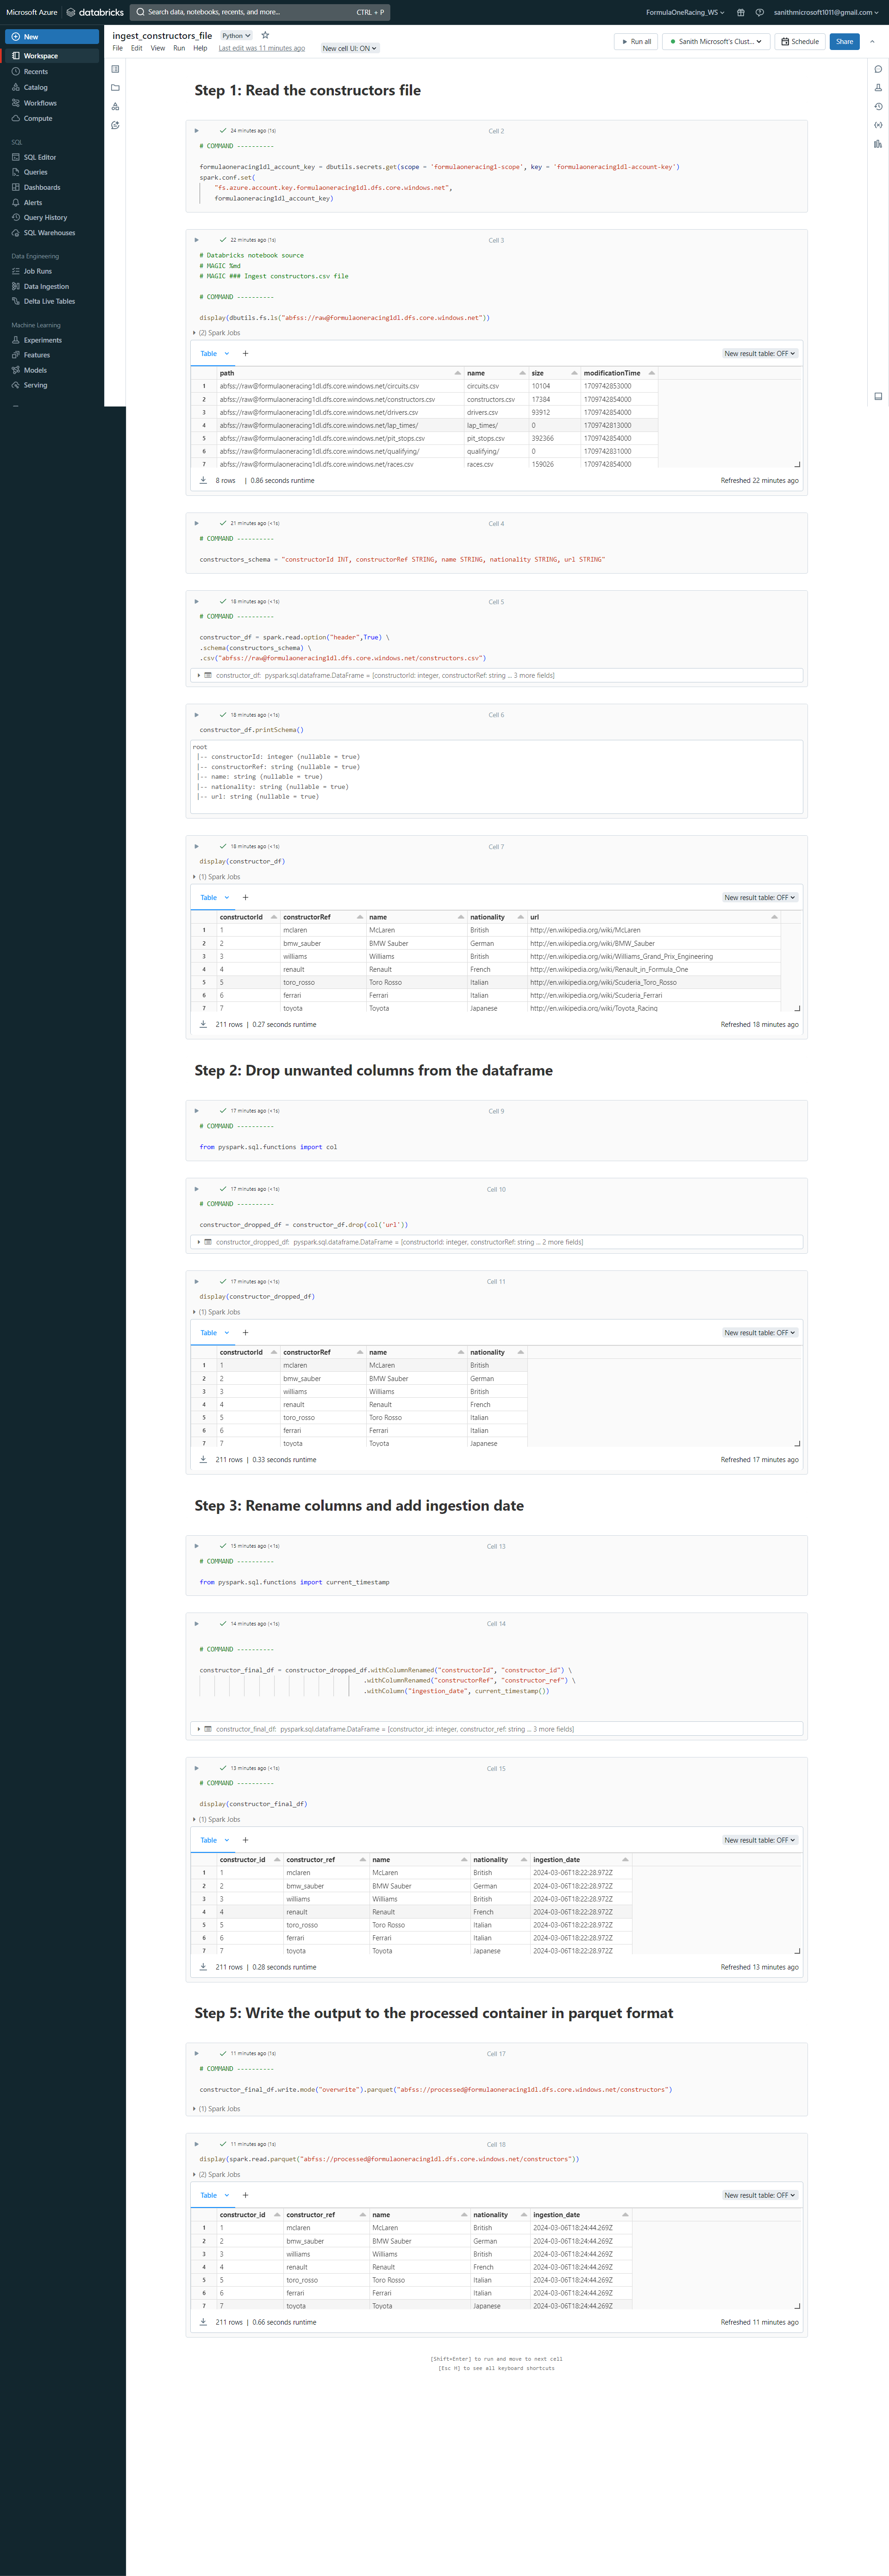 Microsoft Azure databricks Search data, notebooks, recents, and more... CTRL + P FormulaOneRacing_WS sanithmicrosoft1011@gmail.com
New
Workspace
Recents
Catalog
Workflows
Compute
SQL
SQL Editor
Queries
Dashboards
Alerts
Query History
SQL Warehouses
Data Engineering
Job Runs
Data Ingestion
Delta Live Tables
Machine Learning
Experiments
Features
Models
Serving
ingest_constructors_file Python
File Edit View Run Help Last edit was 11 minutes ago New cell UI: ON
Run all Sanith Microsoft's Clust... Schedule Share
Step 1: Read the constructors file
24 minutes ago (1s) Cell 2
# COMMAND ----------
formulaoneracing1dl_account_key = dbutils.secrets.get(scope = 'formulaoneracing1-scope', key = 'formulaoneracing1dl-account-key')
spark.conf.set(
"fs.azure.account.key.formulaoneracing1dl.dfs.core.windows.net",
formulaoneracing1dl_account_key)
22 minutes ago (1s) Cell 3
# Databricks notebook source
# MAGIC %md
# MAGIC ### Ingest constructors.csv file
# COMMAND ----------
display(dbutils.fs.ls("abfss://raw@formulaoneracing1dl.dfs.core.windows.net"))
(2) Spark Jobs
Table + New result table: OFF
path name size modificationTime
1 abfss://raw@formulaoneracing1dl.dfs.core.windows.net/circuits.csv circuits.csv 10104 1709742853000
2 abfss://raw@formulaoneracing1dl.dfs.core.windows.net/constructors.csv constructors.csv 17384 1709742854000
3 abfss://raw@formulaoneracing1dl.dfs.core.windows.net/drivers.csv drivers.csv 93912 1709742854000
4 abfss://raw@formulaoneracing1dl.dfs.core.windows.net/lap_times/ lap_times/ 0 1709742813000
5 abfss://raw@formulaoneracing1dl.dfs.core.windows.net/pit_stops.csv pit_stops.csv 392366 1709742854000
6 abfss://raw@formulaoneracing1dl.dfs.core.windows.net/qualifying/ qualifying/ 0 1709742831000
7 abfss://raw@formulaoneracing1dl.dfs.core.windows.net/races.csv races.csv 159026 1709742854000
8 rows | 0.86 seconds runtime Refreshed 22 minutes ago
21 minutes ago (<1s) Cell 4
# COMMAND ----------
constructors_schema = "constructorId INT, constructorRef STRING, name STRING, nationality STRING, url STRING"
18 minutes ago (<1s) Cell 5
# COMMAND ----------
constructor_df = spark.read.option("header",True) \
.schema(constructors_schema) \
.csv("abfss://raw@formulaoneracing1dl.dfs.core.windows.net/constructors.csv")
constructor_df: pyspark.sql.dataframe.DataFrame = [constructorId: integer, constructorRef: string ... 3 more fields]
18 minutes ago (<1s) Cell 6
constructor_df.printSchema()
root
|-- constructorId: integer (nullable = true)
|-- constructorRef: string (nullable = true)
|-- name: string (nullable = true)
|-- nationality: string (nullable = true)
|-- url: string (nullable = true)
18 minutes ago (<1s) Cell 7
display(constructor_df)
(1) Spark Jobs
Table + New result table: OFF
constructorId constructorRef name nationality url
1 1 mclaren McLaren British http://en.wikipedia.org/wiki/McLaren
2 2 bmw_sauber BMW Sauber German http://en.wikipedia.org/wiki/BMW_Sauber
3 3 williams Williams British http://en.wikipedia.org/wiki/Williams_Grand_Prix_Engineering
4 4 renault Renault French http://en.wikipedia.org/wiki/Renault_in_Formula_One
5 5 toro_rosso Toro Rosso Italian http://en.wikipedia.org/wiki/Scuderia_Toro_Rosso
6 6 ferrari Ferrari Italian http://en.wikipedia.org/wiki/Scuderia_Ferrari
7 7 toyota Toyota Japanese http://en.wikipedia.org/wiki/Toyota_Racing
211 rows | 0.27 seconds runtime Refreshed 18 minutes ago
Step 2: Drop unwanted columns from the dataframe
17 minutes ago (<1s) Cell 9
# COMMAND ----------
from pyspark.sql.functions import col
17 minutes ago (<1s) Cell 10
# COMMAND ----------
constructor_dropped_df = constructor_df.drop(col('url'))
constructor_dropped_df: pyspark.sql.dataframe.DataFrame = [constructorId: integer, constructorRef: string ... 2 more fields]
17 minutes ago (<1s) Cell 11
display(constructor_dropped_df)
(1) Spark Jobs
Table + New result table: OFF
constructorId constructorRef name nationality
1 1 mclaren McLaren British
2 2 bmw_sauber BMW Sauber German
3 3 williams Williams British
4 4 renault Renault French
5 5 toro_rosso Toro Rosso Italian
6 6 ferrari Ferrari Italian
7 7 toyota Toyota Japanese
211 rows | 0.33 seconds runtime Refreshed 17 minutes ago
Step 3: Rename columns and add ingestion date
15 minutes ago (<1s) Cell 13
# COMMAND ----------
from pyspark.sql.functions import current_timestamp
14 minutes ago (<1s) Cell 14
# COMMAND ----------
constructor_final_df = constructor_dropped_df.withColumnRenamed("constructorId", "constructor_id") \
.withColumnRenamed("constructorRef", "constructor_ref") \
.withColumn("ingestion_date", current_timestamp())
constructor_final_df: pyspark.sql.dataframe.DataFrame = [constructor_id: integer, constructor_ref: string ... 3 more fields]
13 minutes ago (<1s) Cell 15
# COMMAND ----------
display(constructor_final_df)
(1) Spark Jobs
Table + New result table: OFF
constructor_id constructor_ref name nationality ingestion_date
1 1 mclaren McLaren British 2024-03-06T18:22:28.972Z
2 2 bmw_sauber BMW Sauber German 2024-03-06T18:22:28.972Z
3 3 williams Williams British 2024-03-06T18:22:28.972Z
4 4 renault Renault French 2024-03-06T18:22:28.972Z
5 5 toro_rosso Toro Rosso Italian 2024-03-06T18:22:28.972Z
6 6 ferrari Ferrari Italian 2024-03-06T18:22:28.972Z
7 7 toyota Toyota Japanese 2024-03-06T18:22:28.972Z
211 rows | 0.28 seconds runtime Refreshed 13 minutes ago
Step 5: Write the output to the processed container in parquet format
11 minutes ago (1s) Cell 17
# COMMAND ----------
constructor_final_df.write.mode("overwrite").parquet("abfss://processed@formulaoneracing1dl.dfs.core.windows.net/constructors")
(1) Spark Jobs
11 minutes ago (1s) Cell 18
display(spark.read.parquet("abfss://processed@formulaoneracing1dl.dfs.core.windows.net/constructors"))
(2) Spark Jobs
Table + New result table: OFF
constructor_id constructor_ref name nationality ingestion_date
1 1 mclaren McLaren British 2024-03-06T18:24:44.269Z
2 2 bmw_sauber BMW Sauber German 2024-03-06T18:24:44.269Z
3 3 williams Williams British 2024-03-06T18:24:44.269Z
4 4 renault Renault French 2024-03-06T18:24:44.269Z
5 5 toro_rosso Toro Rosso Italian 2024-03-06T18:24:44.269Z
6 6 ferrari Ferrari Italian 2024-03-06T18:24:44.269Z
7 7 toyota Toyota Japanese 2024-03-06T18:24:44.269Z
211 rows | 0.66 seconds runtime Refreshed 11 minutes ago
[Shift+Enter] to run and move to next cell
[Esc H] to see all keyboard shortcuts